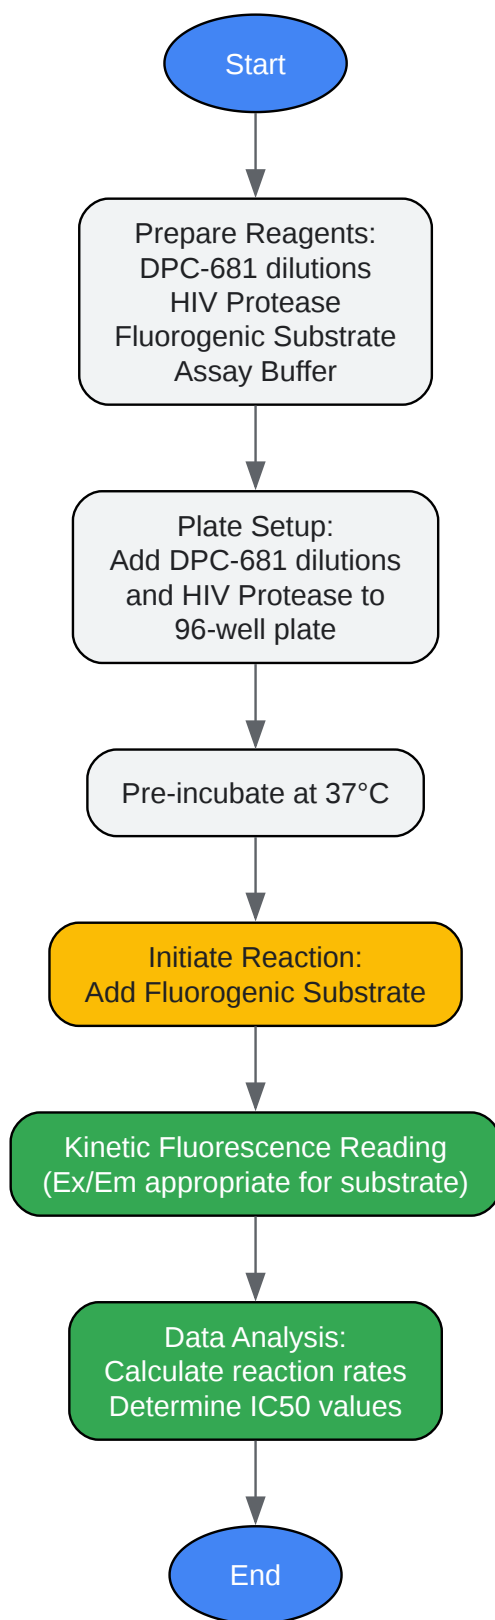 Start
Prepare Reagents:
DPC-681 dilutions
HIV Protease
Fluorogenic Substrate
Assay Buffer
Plate Setup:
Add DPC-681 dilutions
and HIV Protease to
96-well plate
Pre-incubate at 37°C
Initiate Reaction:
Add Fluorogenic Substrate
Kinetic Fluorescence Reading
(Ex/Em appropriate for substrate)
Data Analysis:
Calculate reaction rates
Determine IC50 values
End